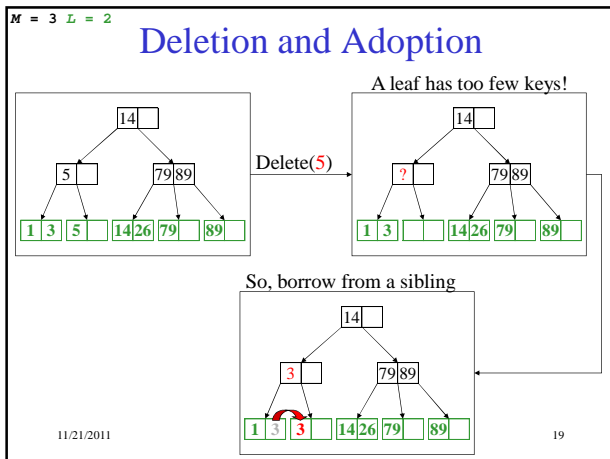 M = 3 L = 2
Deletion and Adoption
A leaf has too few keys!
14
5
79 89
1 3 5 14 26 79 89
Delete(5)
14
?
79 89
1 3 14 26 79 89
So, borrow from a sibling
14
3
79 89
1 3 3 14 26 79 89
11/21/2011
19